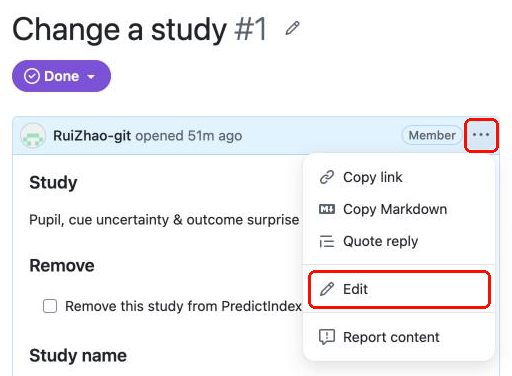 Change a study #1
Done
RuiZhao-git opened 51m ago Member
Copy link
Copy Markdown
Quote reply
Edit
Report content
Study
Pupil, cue uncertainty & outcome surprise
Remove
Remove this study from PredictIndex
Study name